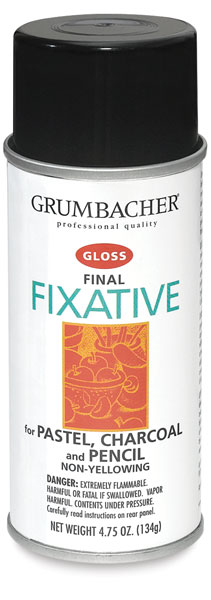 GRUMBACHER®
professional quality
GLOSS
FINAL
FIXATIVE
for PASTEL, CHARCOAL
and PENCIL
NON-YELLOWING
DANGER: EXTREMELY FLAMMABLE.
HARMFUL OR FATAL IF SWALLOWED. VAPOR
HARMFUL. CONTENTS UNDER PRESSURE.
Carefully read instructions on rear panel.
NET WEIGHT 4.75 OZ. (134g)